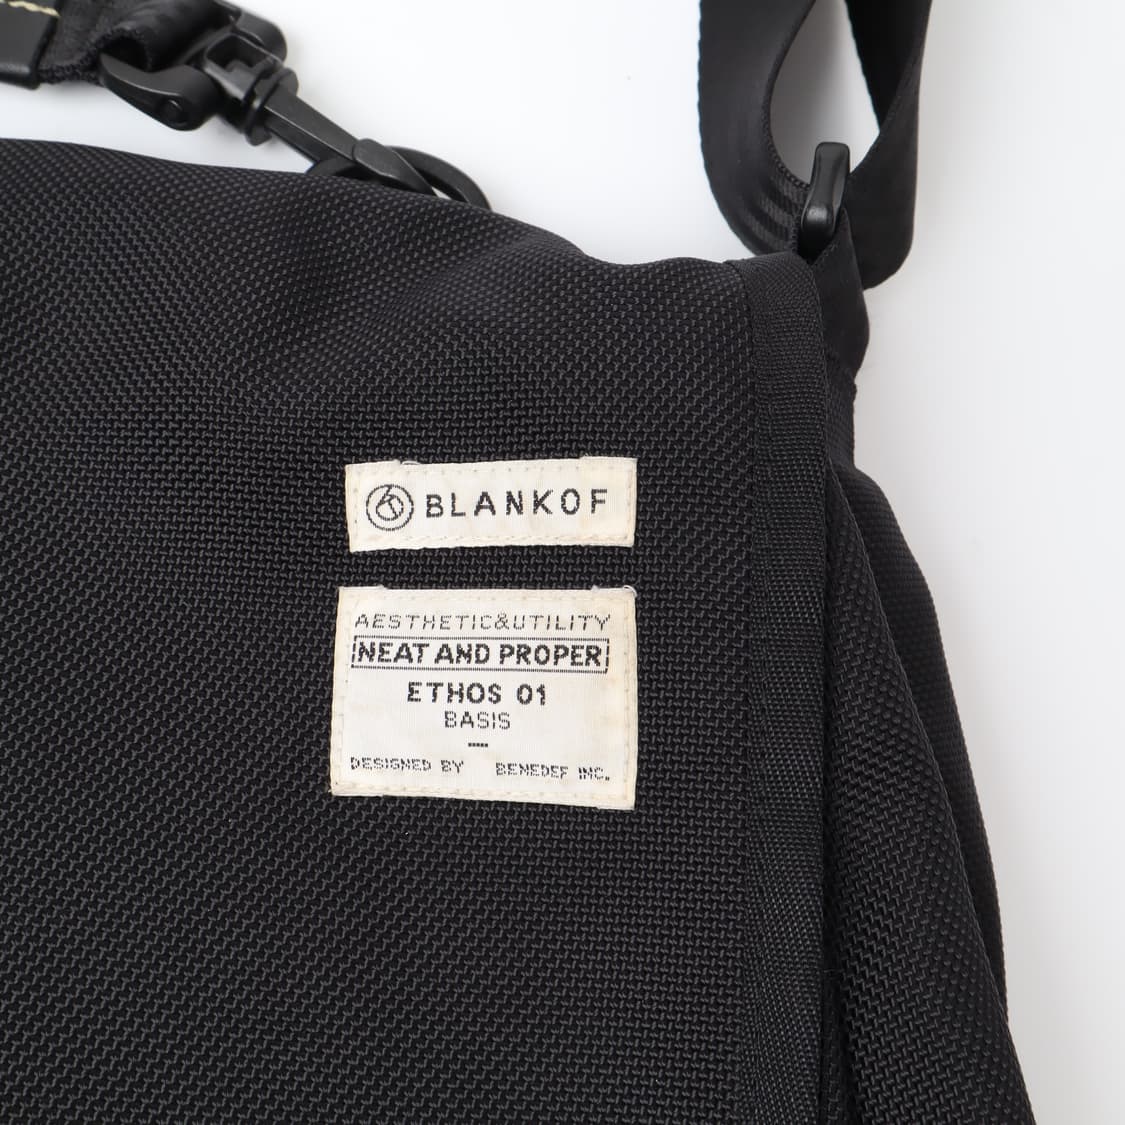 BLANKOF
AESTHETIC&UTILITY
NEAT AND PROPER
ETHOS 01
BASIS
DESIGNED BY BENEDEF INC.